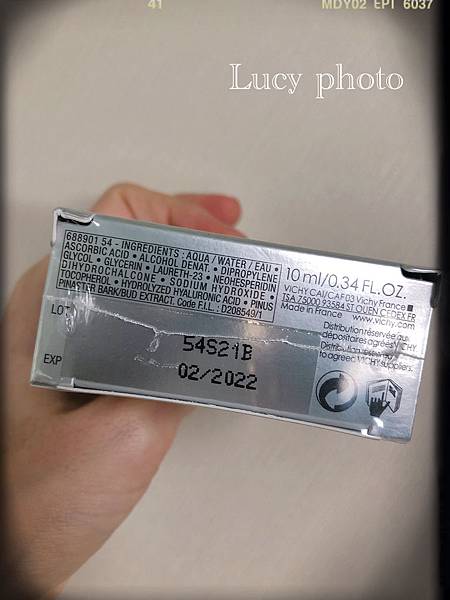 41 MDY02 EPI 6037
Lucy photo
688901 54 - INGREDIENTS : AQUA / WATER / EAU •
ASCORBIC ACID • ALCOHOL DENAT. • DIPROPYLENE
GLYCOL • GLYCERIN • LAURETH-23 • NEOHESPERIDIN
DIHYDROCHALCONE • SODIUM HYDROXIDE •
TOCOPHEROL • HYDROLYZED HYALURONIC ACID • PINUS
PINASTER BARK/BUD EXTRACT. Code F.I.L. : D208549/1
10 ml/0.34 FL.OZ.
VICHY CAI/CAF03 Vichy France
TSA 75000 93584 ST OUEN CEDEX FR
Made in France www.vichy.com
Distribution réservée aux
dépositaires agréés VICHY
Distribution reserved
to agreed VICHY suppliers.
LOT
54S21B
EXP
02/2022